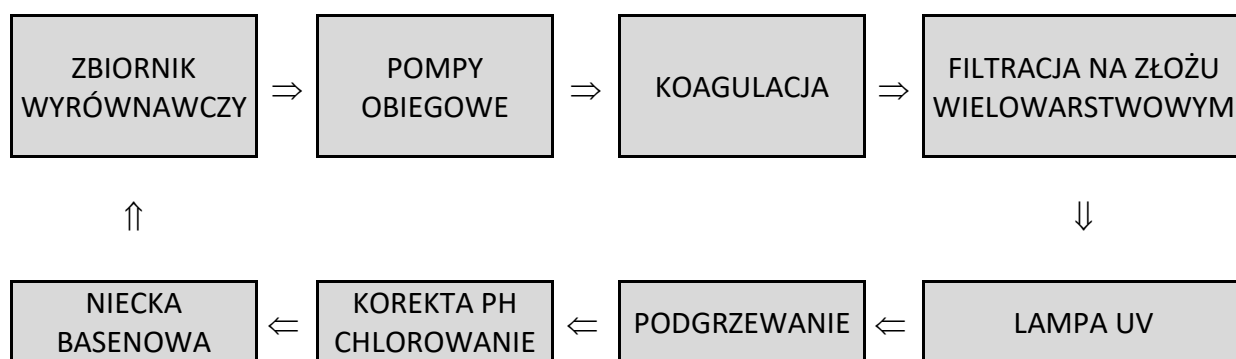 ZBIORNIK
WYRÓWNAWCZY
⇒
POMPY
OBIEGOWE
⇒
KOAGULACJA
⇒
FILTRACJA NA ZŁOŻU
WIELOWARSTWOWYM
⇑
⇓
NIECKA
BASENOWA
⇐
KOREKTA PH
CHLOROWANIE
⇐
PODGRZEWANIE
⇐
LAMPA UV